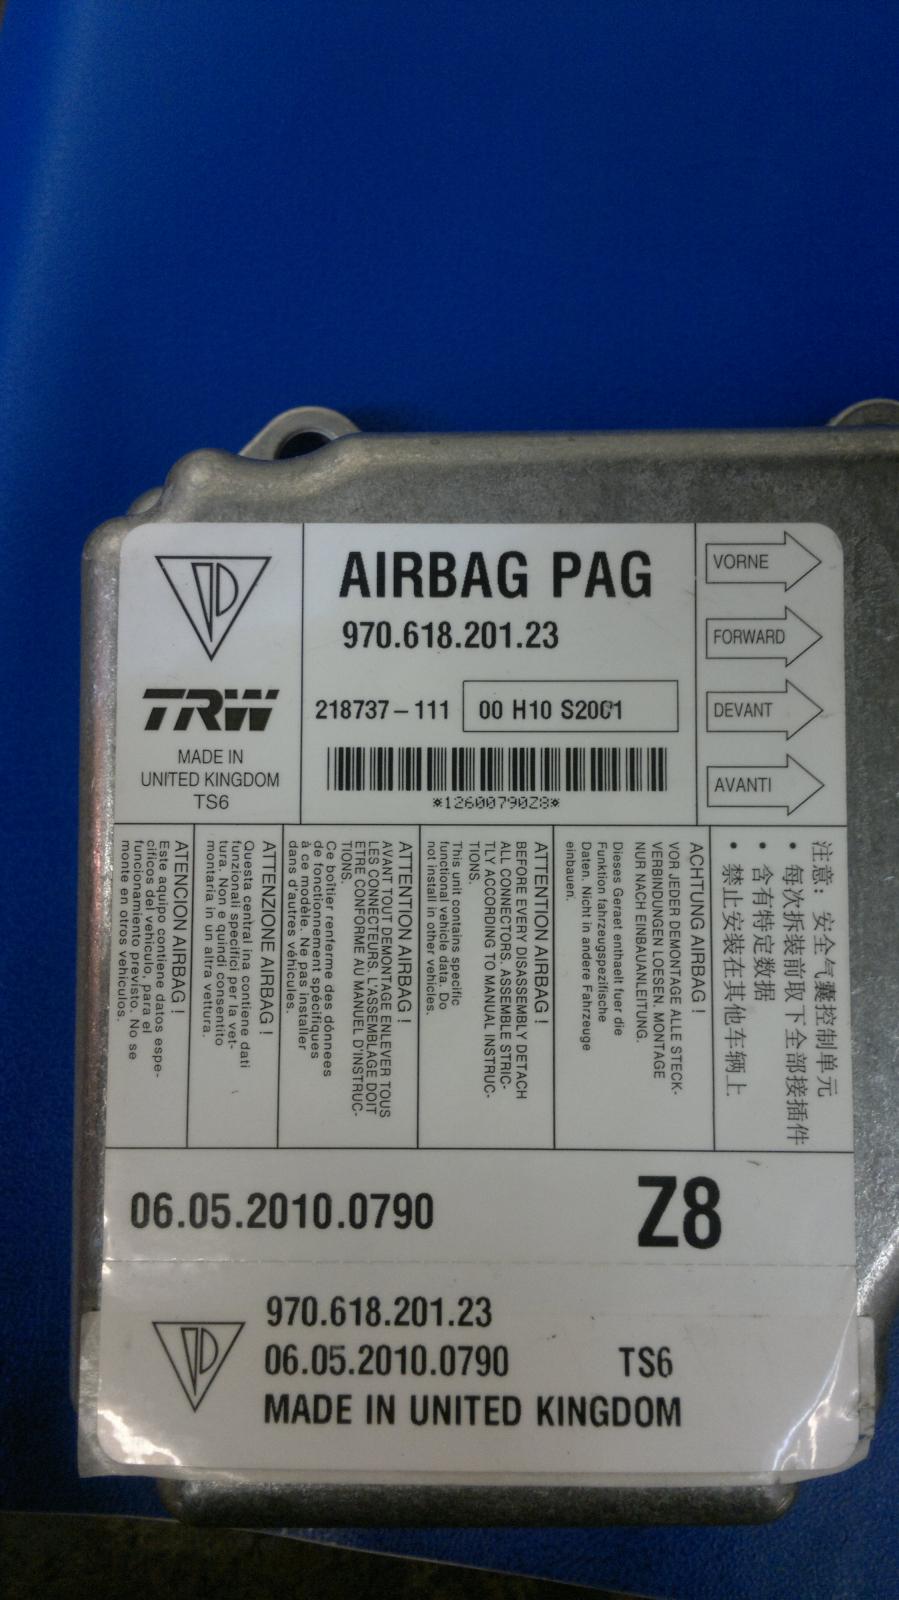 AIRBAG PAG
970.618.201.23
218737-111
00 H10 S2001
*12600790Z8*
TRW
MADE IN
UNITED KINGDOM
TS6
VORNE
FORWARD
DEVANT
AVANTI
注意: 安全气囊控制单元
• 每次拆装前取下全部接插件
• 含有特定数据
• 禁止安装在其他车辆上
ACHTUNG AIRBAG !
VOR JEDER DEMONTAGE ALLE STECK-
VERBINDUNGEN LOESEN. MONTAGE
NUR NACH EINBAUANLEITUNG.
Dieses Geraet enthaelt fuer die
Funktion fahrzeugspezifische
Daten. Nicht in andere Fahrzeuge
einbauen.
ATTENTION AIRBAG !
BEFORE EVERY DISASSEMBLY DETACH
ALL CONNECTORS. ASSEMBLE STRIC-
TLY ACCORDING TO MANUAL INSTRUC-
TIONS.
This unit contains specific
functional vehicle data. Do
not install in other vehicles.
ATTENTION AIRBAG !
AVANT TOUT DEMONTAGE ENLEVER TOUS
LES CONNECTEURS. L'ASSEMBLAGE DOIT
ETRE CONFORME AU MANUEL D'INSTRUC-
TIONS.
Ce boîtier renferme des données
de fonctionnement spécifiques
à ce modèle. Ne pas installer
dans d'autres véhicules.
ATTENZIONE AIRBAG !
Questa central ina contiene dati
funzionali specifici per la vet-
tura. Non e quindi consentito
montaria in un altra vettura.
ATENCION AIRBAG !
Este aquipo contiene datos espe-
cificos del vehiculo, para el
funcionamiento previsto. No se
monte en otros vehiculos.
06.05.2010.0790
Z8
970.618.201.23
06.05.2010.0790 TS6
MADE IN UNITED KINGDOM